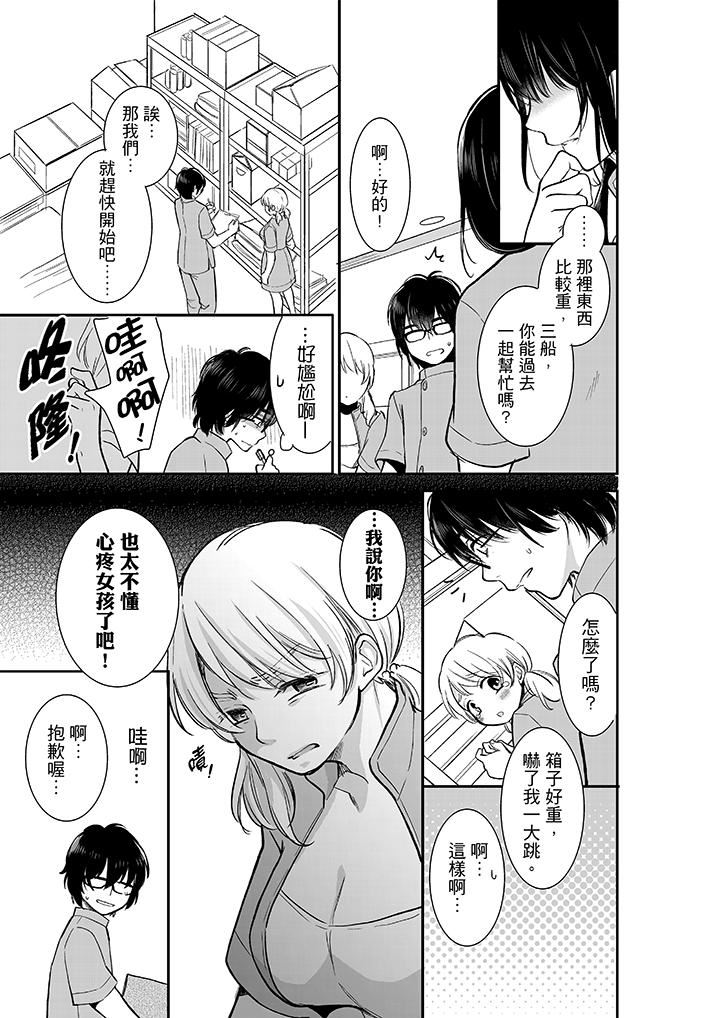 ……
那裡東西
比較重，
三船，
你能過去
一起幫忙嗎？
啊…好的！
誒…
那我們…
就趕快開始吧……
…好尷尬啊—
哇啊啊！
咚隆！
怎麼了嗎？
箱子好重，
嚇了我一大跳。
啊…
這樣啊…
…我說你啊…
嘖！
也太不懂
心疼女孩了吧！
哇啊…
啊…
抱歉喔…